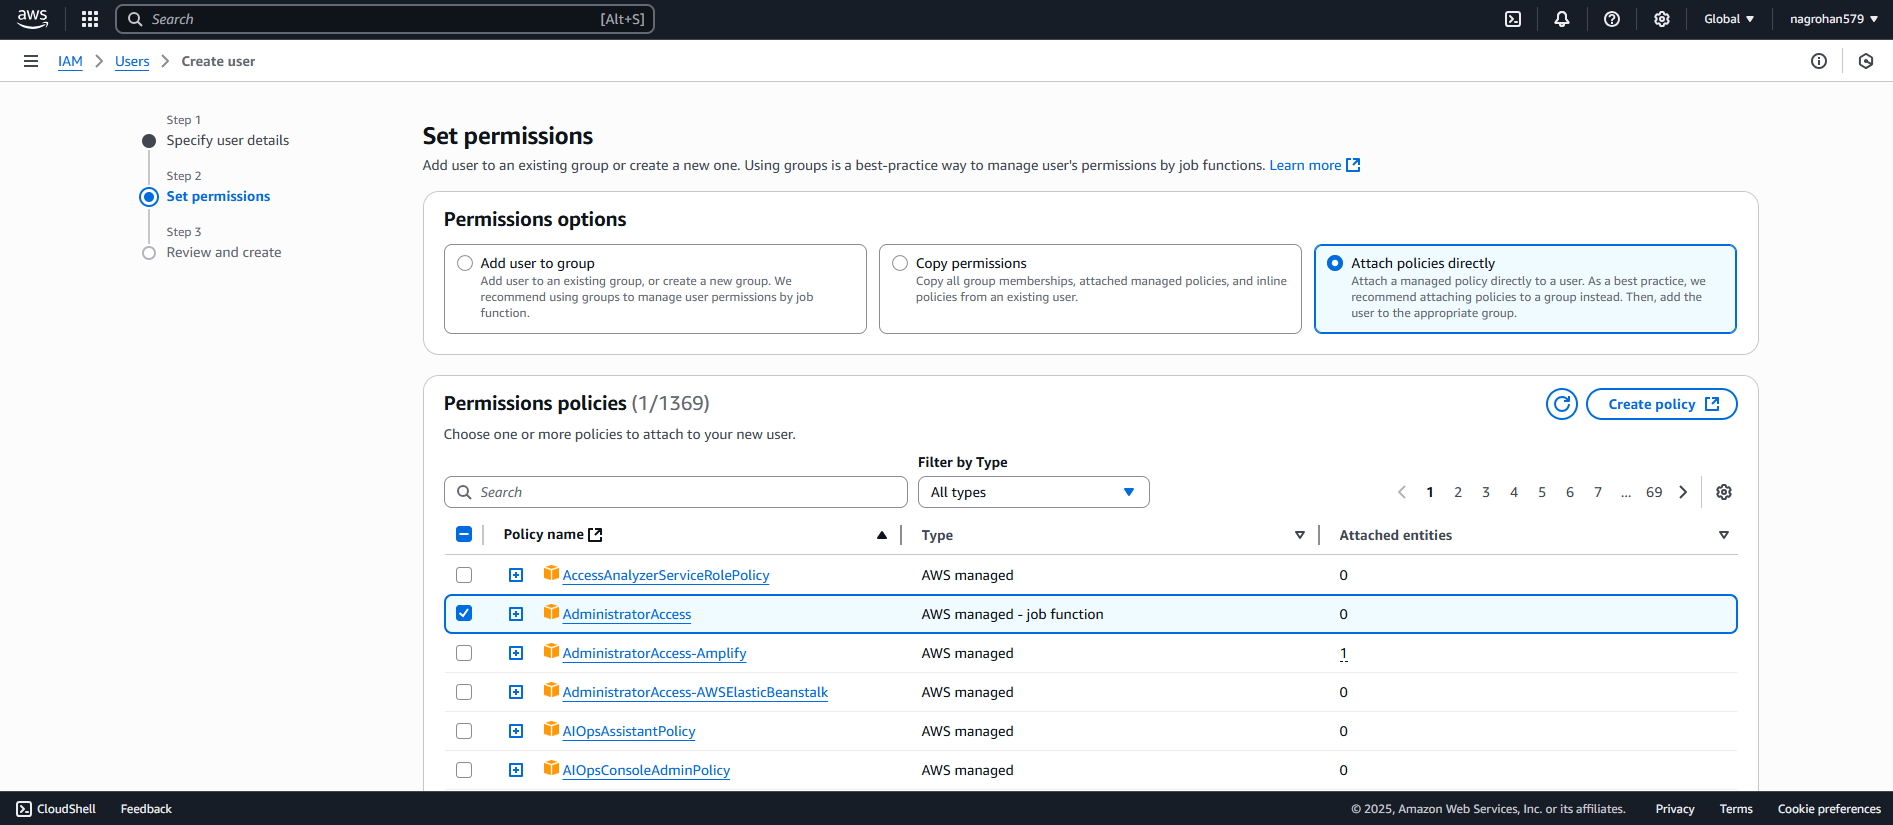 aws
Search [Alt+S]
Global
nagrohan579
IAM > Users > Create user
Step 1
Specify user details
Step 2
Set permissions
Step 3
Review and create
Set permissions
Add user to an existing group or create a new one. Using groups is a best-practice way to manage user's permissions by job functions. Learn more
Permissions options
Add user to group
Add user to an existing group, or create a new group. We
recommend using groups to manage user permissions by job
function.
Copy permissions
Copy all group memberships, attached managed policies, and inline
policies from an existing user.
Attach policies directly
Attach a managed policy directly to a user. As a best practice, we
recommend attaching policies to a group instead. Then, add the
user to the appropriate group.
Permissions policies (1/1369)
Create policy
Choose one or more policies to attach to your new user.
Filter by Type
Search
All types
1 2 3 4 5 6 7 ... 69
Policy name Type Attached entities
AccessAnalyzerServiceRolePolicy AWS managed 0
AdministratorAccess AWS managed - job function 0
AdministratorAccess-Amplify AWS managed 1
AdministratorAccess-AWSElasticBeanstalk AWS managed 0
AIOpsAssistantPolicy AWS managed 0
AIOpsConsoleAdminPolicy AWS managed 0
CloudShell Feedback © 2025, Amazon Web Services, Inc. or its affiliates. Privacy Terms Cookie preferences